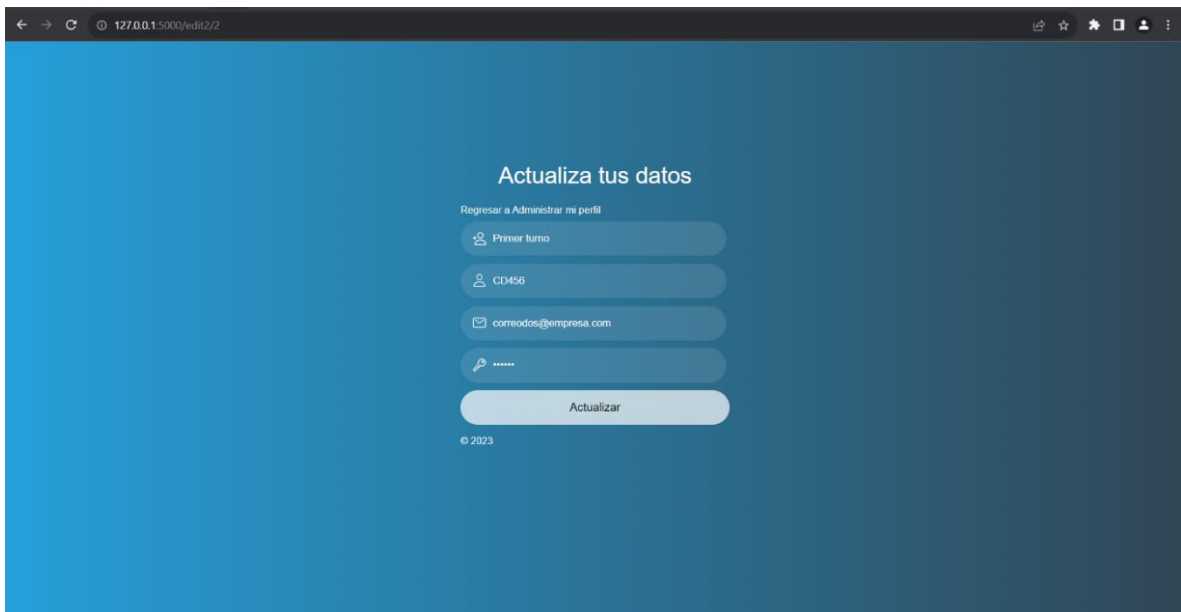 127.0.0.1:5000/edit2/2
Actualiza tus datos
Regresar a Administrar mi perfil
Primer turno
CD456
correodos@empresa.com
••••••
Actualizar
© 2023